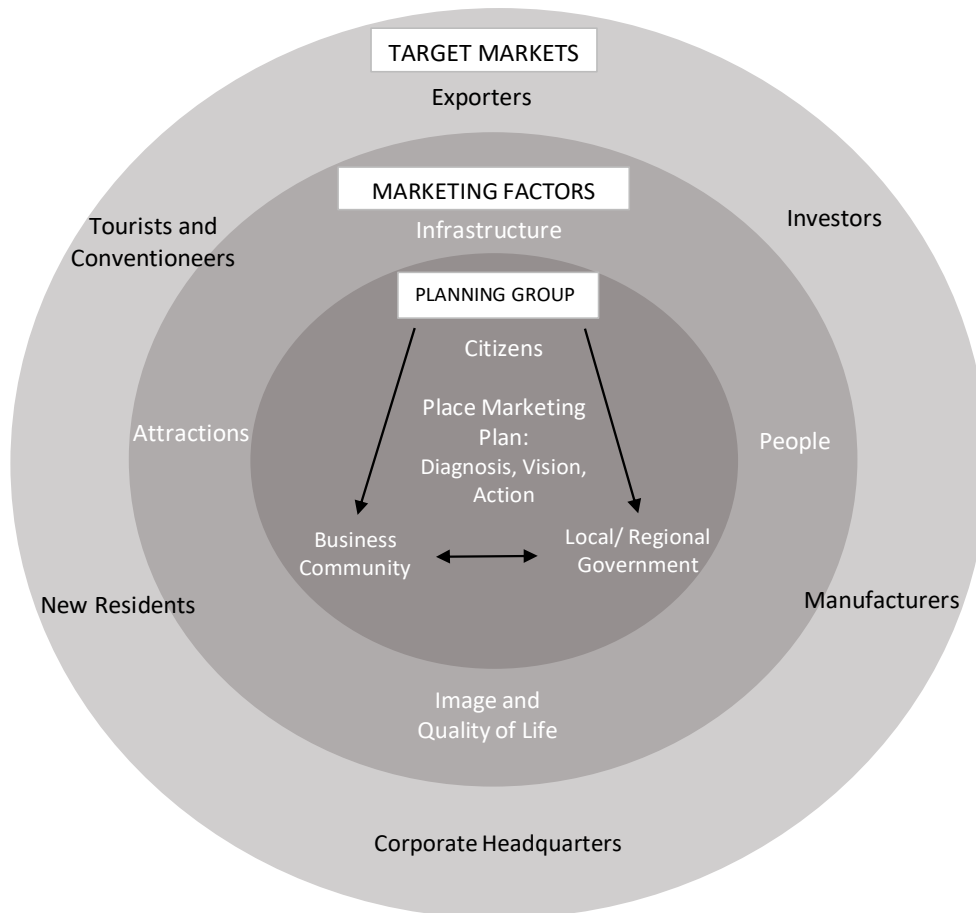 TARGET MARKETS
Exporters
MARKETING FACTORS
Infrastructure
Tourists and
Conventioneers
Investors
PLANNING GROUP
Citizens
Place Marketing
Plan:
Diagnosis, Vision,
Action
Attractions
People
Business
Community
Local/ Regional
Government
New Residents
Manufacturers
Image and
Quality of Life
Corporate Headquarters